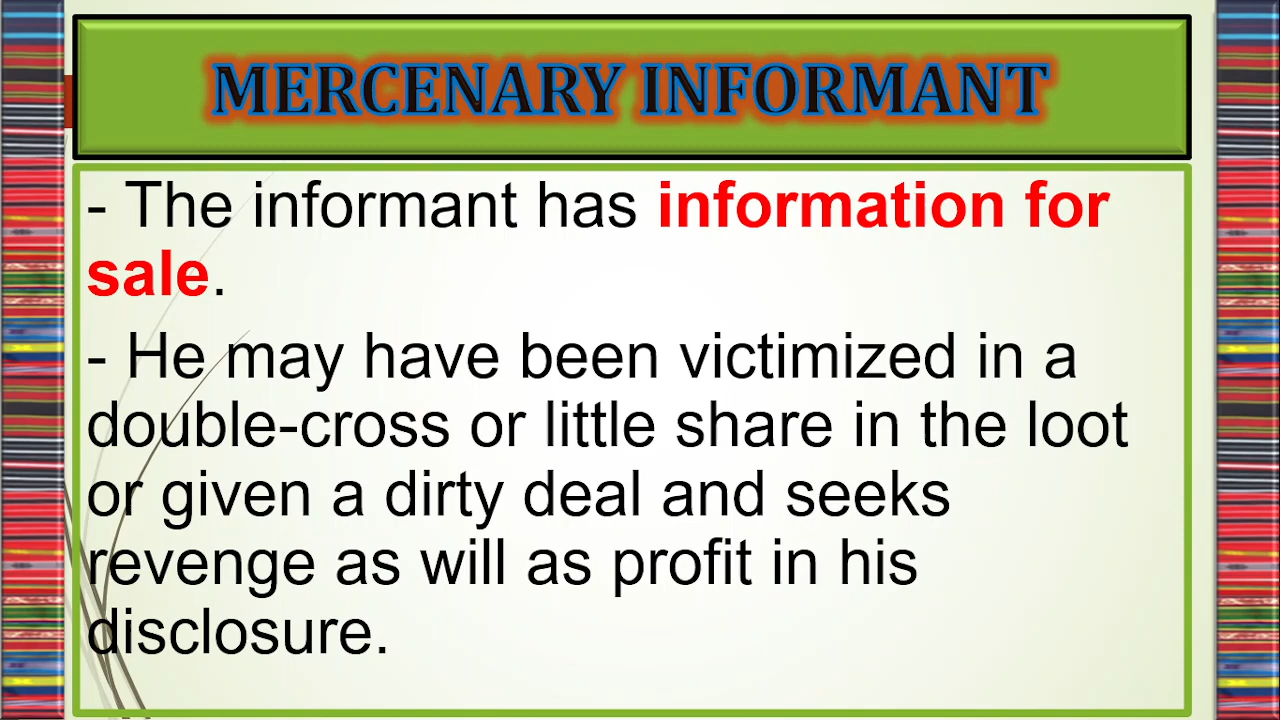 MERCENARY INFORMANT
- The informant has information for
sale.
- He may have been victimized in a
double-cross or little share in the loot
or given a dirty deal and seeks
revenge as will as profit in his
disclosure.